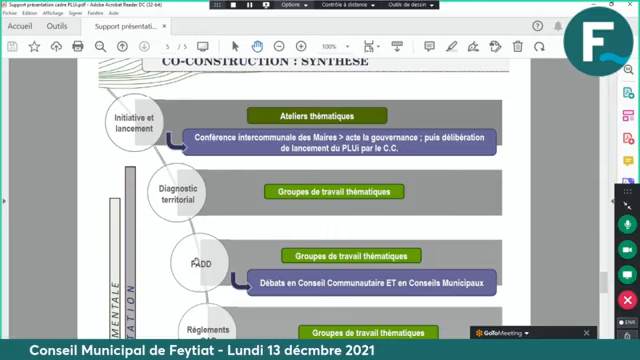 Support présentation cadre PLUi.pdf - Adobe Acrobat Reader DC (32-bit)
Options
Contrôle à distance
Outils de dessin
Fichier Edition Affichage Signer Fenêtre Aide
Accueil
Outils
Support présentati...
5 / 5
100%
CO-CONSTRUCTION : SYNTHÈSE
Initiative et
lancement
Ateliers thématiques
Conférence intercommunale des Maires > acte la gouvernance ; puis délibération
de lancement du PLUi par le C.C.
Diagnostic
territorial
Groupes de travail thématiques
PADD
Groupes de travail thématiques
Débats en Conseil Communautaire ET en Conseils Municipaux
Règlements
Groupes de travail thématiques
GoToMeeting
Conseil Municipal de Feytiat - Lundi 13 décmbre 2021